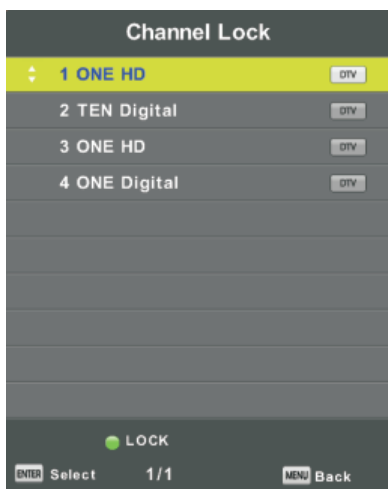 Channel Lock
1 ONE HD DTV
2 TEN Digital DTV
3 ONE HD DTV
4 ONE Digital DTV
LOCK
ENTER Select 1/1 MENU Back